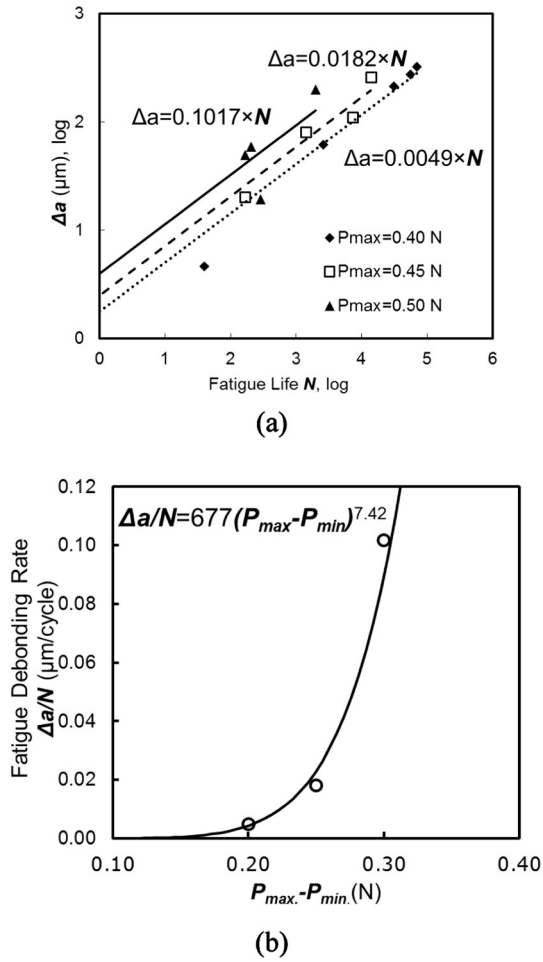 3
Δa=0.0182×N
Δa=0.1017×N
2
Δa=0.0049×N
Δa (μm), log
1
Pmax=0.40 N
Pmax=0.45 N
Pmax=0.50 N
0
0 1 2 3 4 5 6
Fatigue Life N, log
(a)
0.12
Δa/N=677(Pmax-Pmin)7.42
0.10
0.08
0.06
0.04
0.02
0.00
Fatigue Debonding Rate
Δa/N (μm/cycle)
0.10 0.20 0.30 0.40
Pmax.-Pmin.(N)
(b)